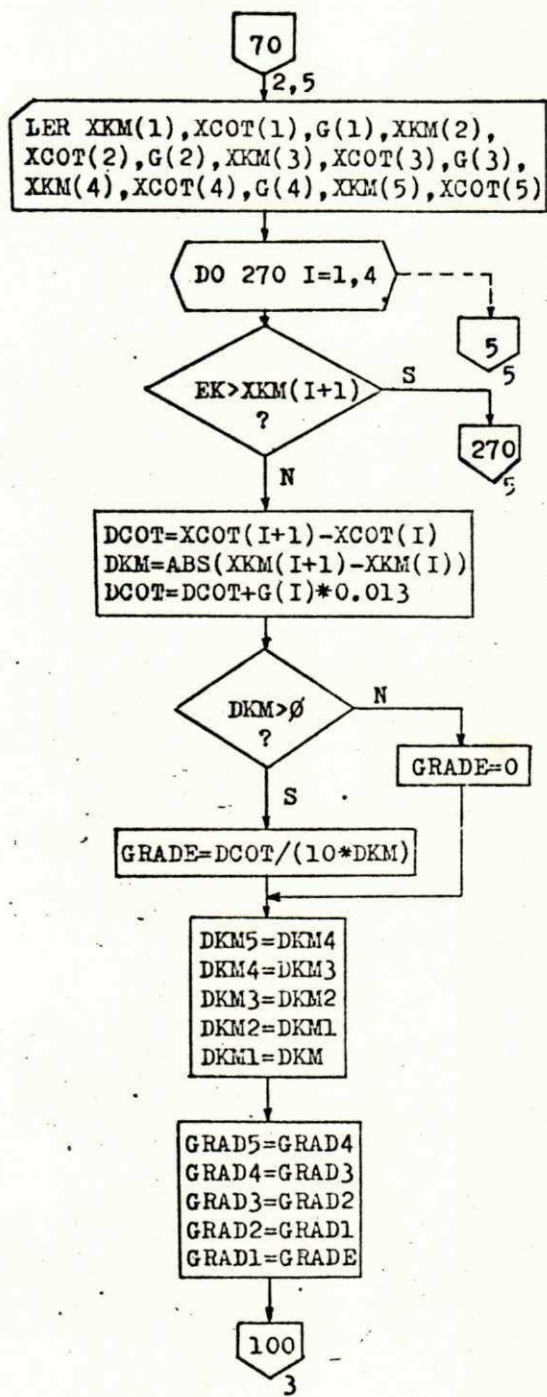 70
2,5
LER XKM(1),XCOT(1),G(1),XKM(2),
XCOT(2),G(2),XKM(3),XCOT(3),G(3),
XKM(4),XCOT(4),G(4),XKM(5),XCOT(5)
DO 270 I=1,4
5
5
EK>XKM(I+1)
?
S
270
5
N
DCOT=XCOT(I+1)-XCOT(I)
DKM=ABS(XKM(I+1)-XKM(I))
DCOT=DCOT+G(I)*0.013
DKM>Ø
?
N
GRADE=0
S
GRADE=DCOT/(10*DKM)
DKM5=DKM4
DKM4=DKM3
DKM3=DKM2
DKM2=DKM1
DKM1=DKM
GRAD5=GRAD4
GRAD4=GRAD3
GRAD3=GRAD2
GRAD2=GRAD1
GRAD1=GRADE
100
3